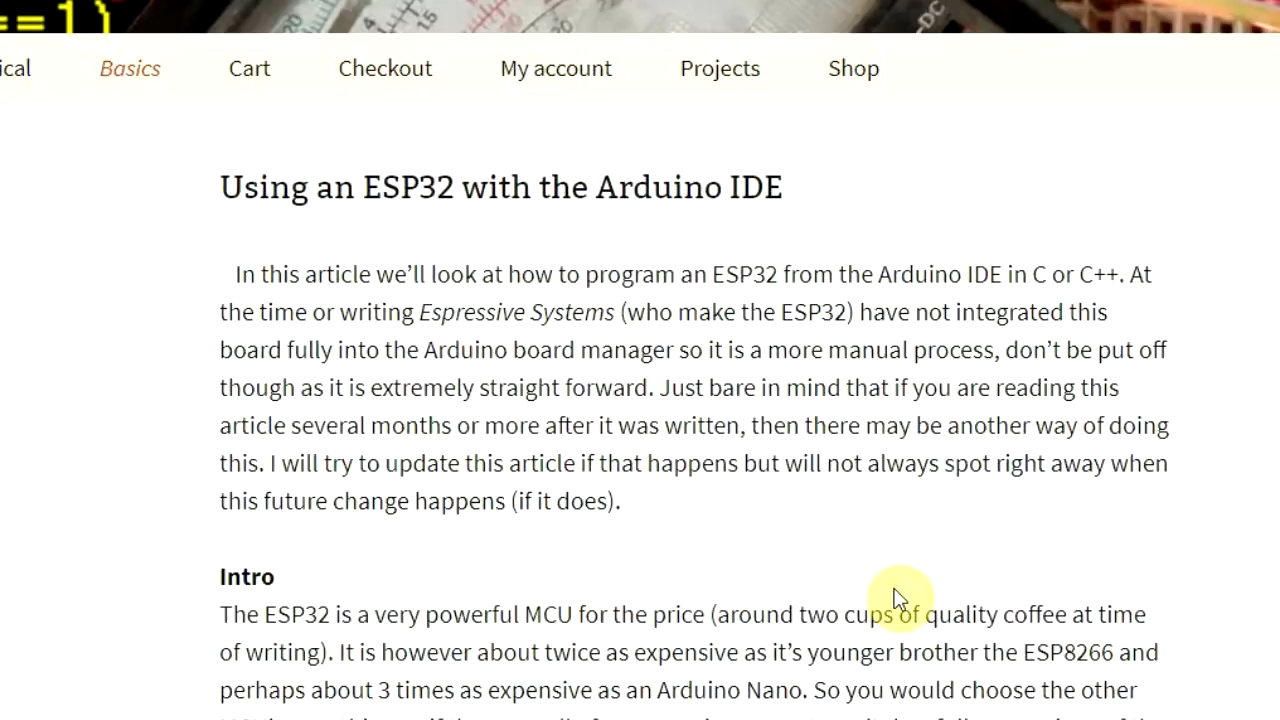 ==1)
20 4 15 20 -DC
ical Basics Cart Checkout My account Projects Shop
Using an ESP32 with the Arduino IDE
In this article we’ll look at how to program an ESP32 from the Arduino IDE in C or C++. At
the time or writing Espressive Systems (who make the ESP32) have not integrated this
board fully into the Arduino board manager so it is a more manual process, don’t be put off
though as it is extremely straight forward. Just bare in mind that if you are reading this
article several months or more after it was written, then there may be another way of doing
this. I will try to update this article if that happens but will not always spot right away when
this future change happens (if it does).
Intro
The ESP32 is a very powerful MCU for the price (around two cups of quality coffee at time
of writing). It is however about twice as expensive as it’s younger brother the ESP8266 and
perhaps about 3 times as expensive as an Arduino Nano. So you would choose the other